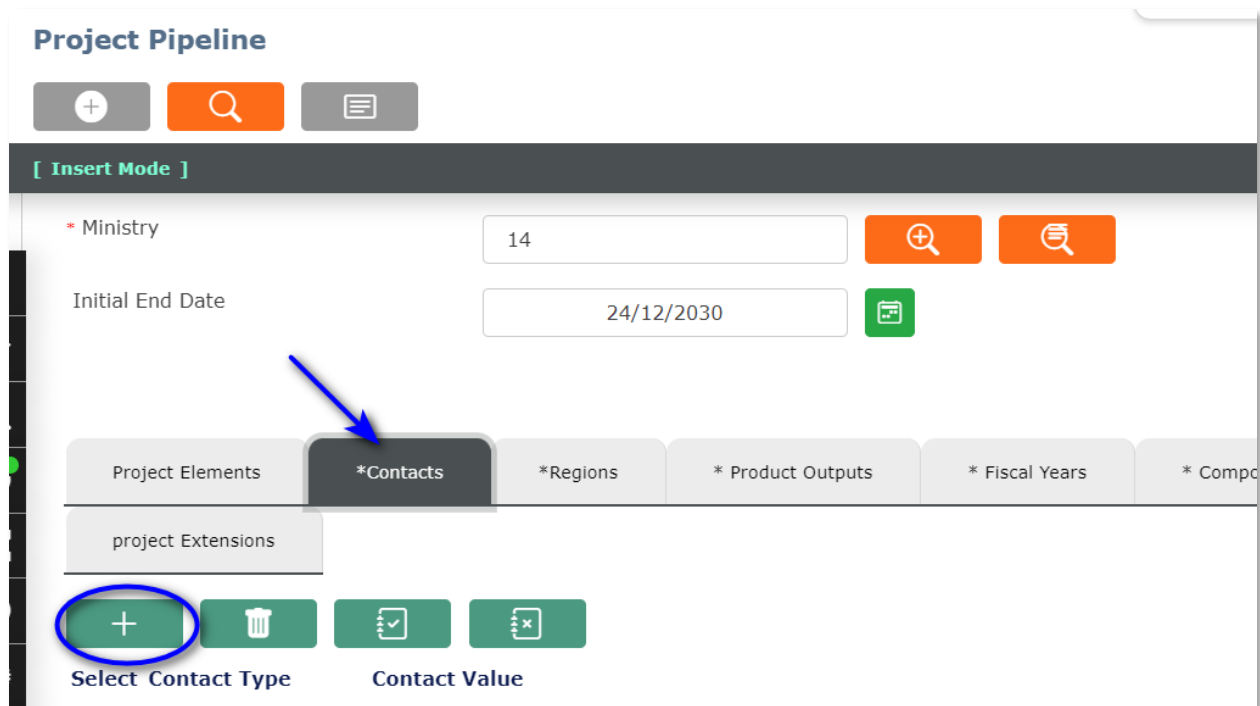 Project Pipeline
[ Insert Mode ]
* Ministry 14
Initial End Date 24/12/2030
Project Elements *Contacts *Regions * Product Outputs * Fiscal Years * Compo
project Extensions
Select Contact Type Contact Value